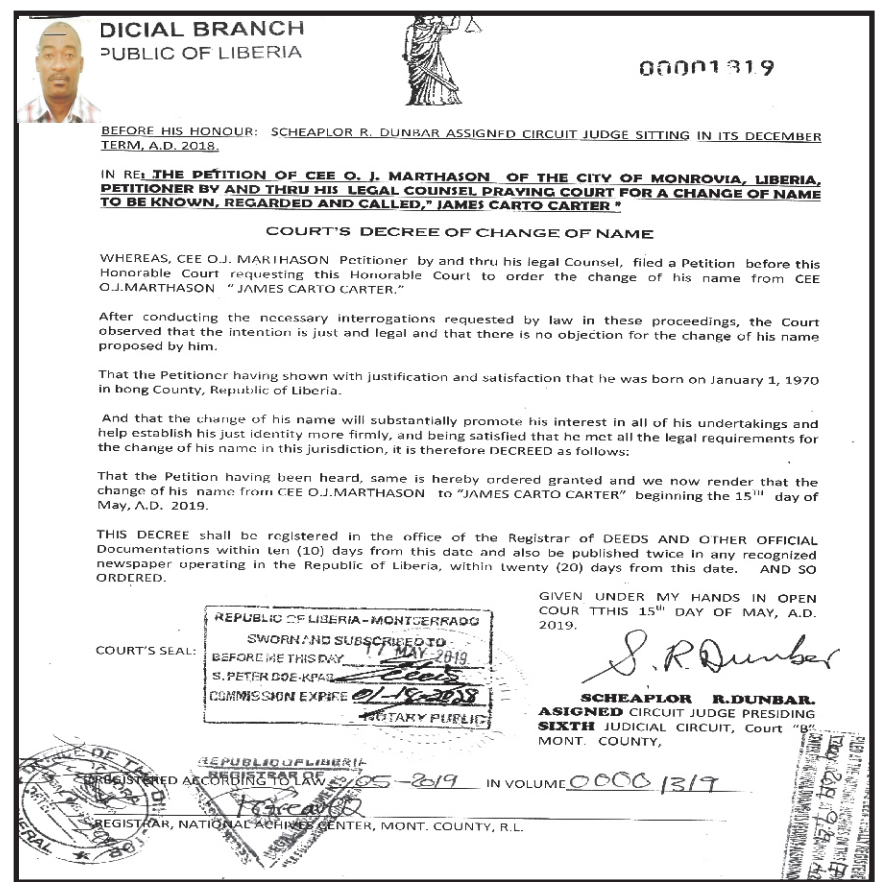 DICIAL BRANCH
PUBLIC OF LIBERIA
00001319
BEFORE HIS HONOUR: SCHEAPLOR R. DUNBAR ASSIGNED CIRCUIT JUDGE SITTING IN ITS DECEMBER
TERM, A.D. 2018.
IN RE: THE PETITION OF CEE O. J. MARTHASON OF THE CITY OF MONROVIA, LIBERIA,
PETITIONER BY AND THRU HIS LEGAL COUNSEL PRAYING COURT FOR A CHANGE OF NAME
TO BE KNOWN, REGARDED AND CALLED," JAMES CARTO CARTER "
COURT'S DECREE OF CHANGE OF NAME
WHEREAS, CEE O.J. MARTHASON Petitioner by and thru his legal Counsel, filed a Petition before this
Honorable Court requesting this Honorable Court to order the change of his name from CEE
O.J.MARTHASON "JAMES CARTO CARTER."
After conducting the necessary interrogations requested by law in these proceedings, the Court
observed that the intention is just and legal and that there is no objection for the change of his name
proposed by him.
That the Petitioner having shown with justification and satisfaction that he was born on January 1, 1970
in bong County, Republic of Liberia.
And that the change of his name will substantially promote his interest in all of his undertakings and
help establish his just identity more firmly, and being satisfied that he met all the legal requirements for
the change of his name in this jurisdiction, it is therefore DECREED as follows:
That the Petition having been heard, same is hereby ordered granted and we now render that the
change of his name from CEE O.J.MARTHASON to "JAMES CARTO CARTER" beginning the 15TH day of
May, A.D. 2019.
THIS DECREE shall be registered in the office of the Registrar of DEEDS AND OTHER OFFICIAL
Documentations within ten (10) days from this date and also be published twice in any recognized
newspaper operating in the Republic of Liberia, within twenty (20) days from this date. AND SO
ORDERED.
GIVEN UNDER MY HANDS IN OPEN
COUR TTHIS 15th DAY OF MAY, A.D.
2019.
COURT'S SEAL:
REPUBLIC OF LIBERIA-MONTSERRADO
SWORN AND SUBSCRIBED TO
BEFORE ME THIS DAY 17 MAY 2019
S. PETER DOE-KPAR
COMMISSION EXPIRE 01-18-2028
NOTARY PUBLIC
S. R. Dunbar
SCHEAPLOR R.DUNBAR.
ASIGNED CIRCUIT JUDGE PRESIDING
SIXTH JUDICIAL CIRCUIT, Court "B"
MONT. COUNTY,
REPUBLIC OF LIBERIA
REGISTRAR OF
REGISTERED ACCORDING TO LAW 05-2019 IN VOLUME 0000 1319
REGISTRAR, NATIONAL ACHIVES CENTER, MONT. COUNTY, R.L.